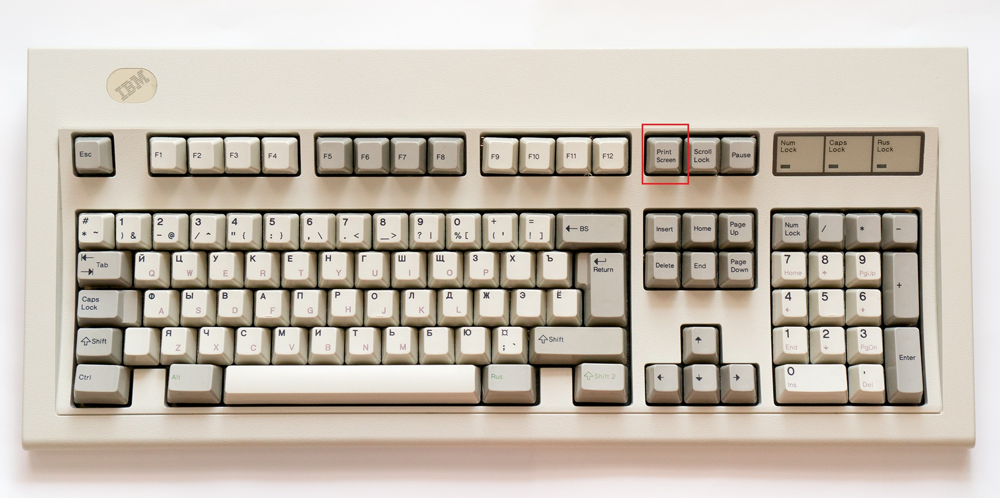 IBM
Esc F1 F2 F3 F4 F5 F6 F7 F8 F9 F10 F11 F12 Print Screen Scroll Lock Pause Num Lock Caps Lock Rus Lock
# * ~ 1 ) & 2 - @ 3 / ^ 4 " { 5 : } 6 , \ 7 . < 8 _ > 9 ? | 0 % [ + ( ' = ! ] BS Insert Home Page Up Num Lock / * -
Tab Й Q Ц W У E К R Е T Н Y Г U Ш I Щ O З P Х Ъ Return Delete End Page Down 7 Home 8 9 PgUp +
Caps Lock Ф A Ы S В D А F П G Р H О J Л K Д L Ж Э Ё 4 5 6
Shift Я Z Ч X С C М V И B Т N Ь M Б Ю ¤ ; ` Shift 1 End 2 3 PgDn Enter
Ctrl Alt Rus Shift 2 0 Ins , Del